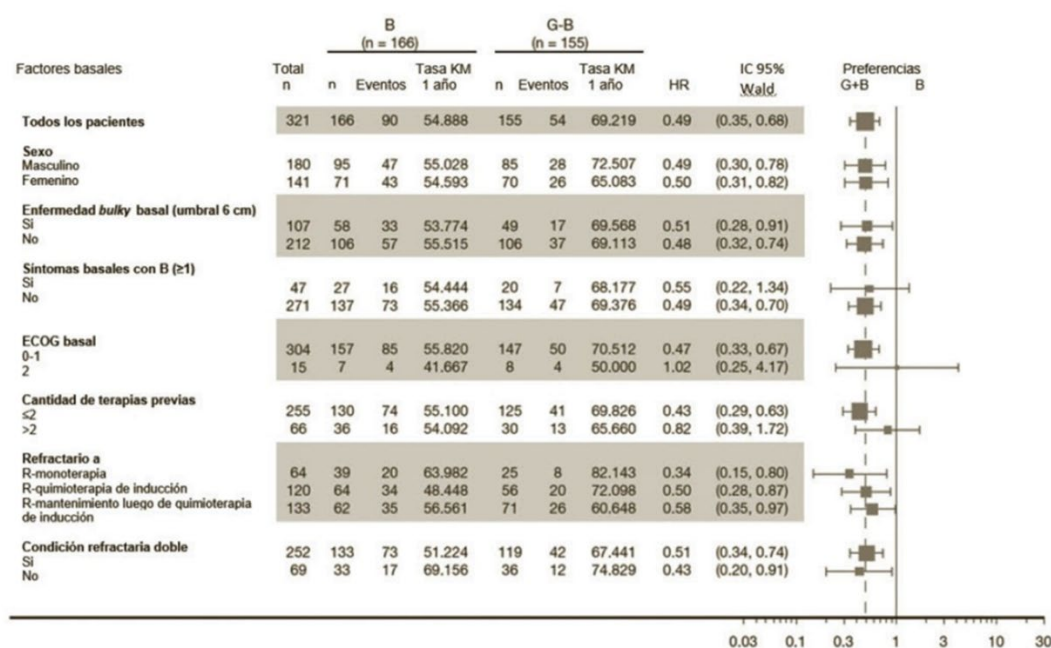 B G-B
(n = 166) (n = 155)
Factores basales Total Tasa KM Tasa KM IC 95% Preferencias
n n Eventos 1 año n Eventos 1 año HR Wald G+B B
Todos los pacientes 321 166 90 54.888 155 54 69.219 0.49 (0.35, 0.68)
Sexo
Masculino 180 95 47 55.028 85 28 72.507 0.49 (0.30, 0.78)
Femenino 141 71 43 54.593 70 26 65.083 0.50 (0.31, 0.82)
Enfermedad bulky basal (umbral 6 cm)
Si 107 58 33 53.774 49 17 69.568 0.51 (0.28, 0.91)
No 212 106 57 55.515 106 37 69.113 0.48 (0.32, 0.74)
Síntomas basales con B (≥1)
Si 47 27 16 54.444 20 7 68.177 0.55 (0.22, 1.34)
No 271 137 73 55.366 134 47 69.376 0.49 (0.34, 0.70)
ECOG basal
0-1 304 157 85 55.820 147 50 70.512 0.47 (0.33, 0.67)
2 15 7 4 41.667 8 4 50.000 1.02 (0.25, 4.17)
Cantidad de terapias previas
≤2 255 130 74 55.100 125 41 69.826 0.43 (0.29, 0.63)
>2 66 36 16 54.092 30 13 65.660 0.82 (0.39, 1.72)
Refractario a
R-monoterapia 64 39 20 63.982 25 8 82.143 0.34 (0.15, 0.80)
R-quimioterapia de inducción 120 64 34 48.448 56 20 72.098 0.50 (0.28, 0.87)
R-mantenimiento luego de quimioterapia 133 62 35 56.561 71 26 60.648 0.58 (0.35, 0.97)
de inducción
Condición refractaria doble
Si 252 133 73 51.224 119 42 67.441 0.51 (0.34, 0.74)
No 69 33 17 69.156 36 12 74.829 0.43 (0.20, 0.91)
0.03 0.1 0.3 1 3 10 30